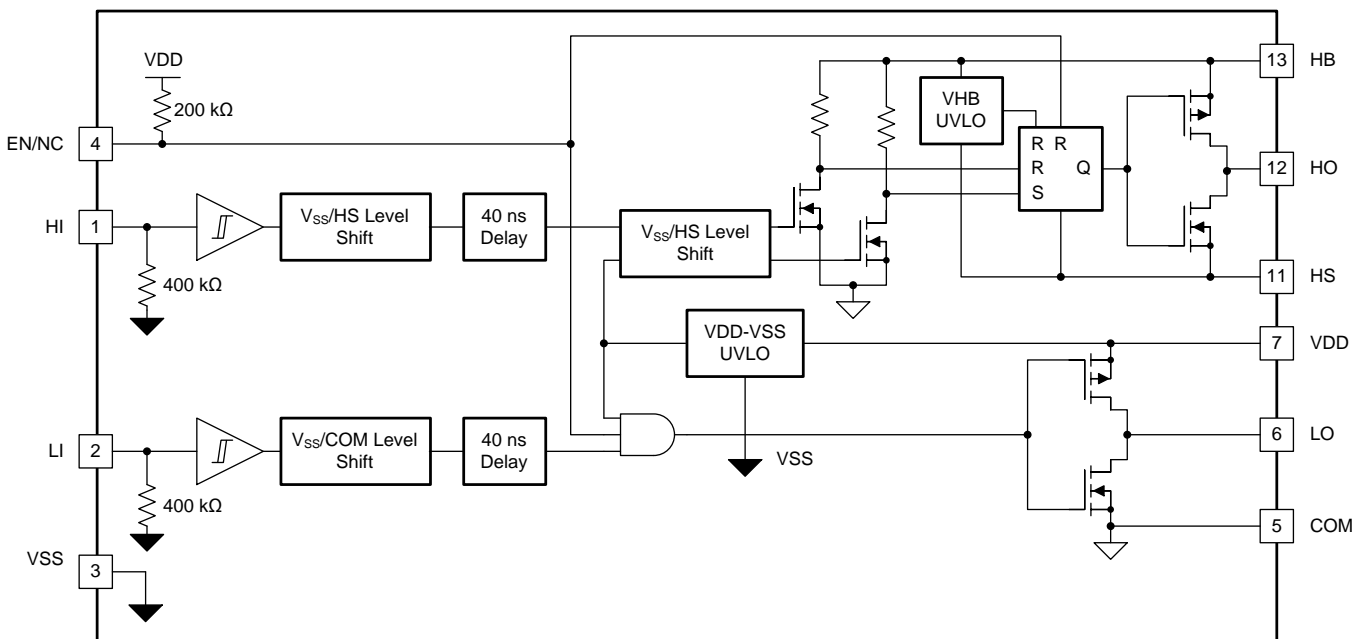 VDD
200 kΩ
EN/NC
4
HI
1
400 kΩ
VSS/HS Level
Shift
40 ns
Delay
VSS/HS Level
Shift
VHB
UVLO
R R
R Q
S
13 HB
12 HO
11 HS
VDD-VSS
UVLO
7 VDD
LI
2
400 kΩ
VSS/COM Level
Shift
40 ns
Delay
VSS
6 LO
5 COM
VSS
3